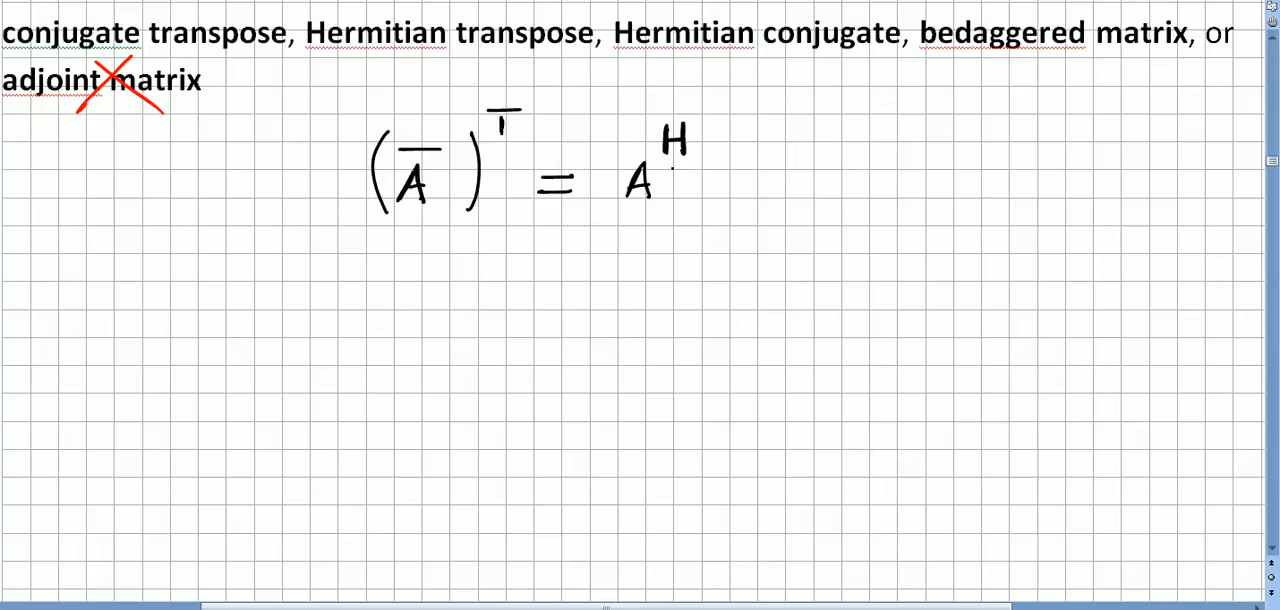 conjugate transpose, Hermitian transpose, Hermitian conjugate, bedaggered matrix, or
adjoint matrix
(A̅)ᵀ = Aᴴ